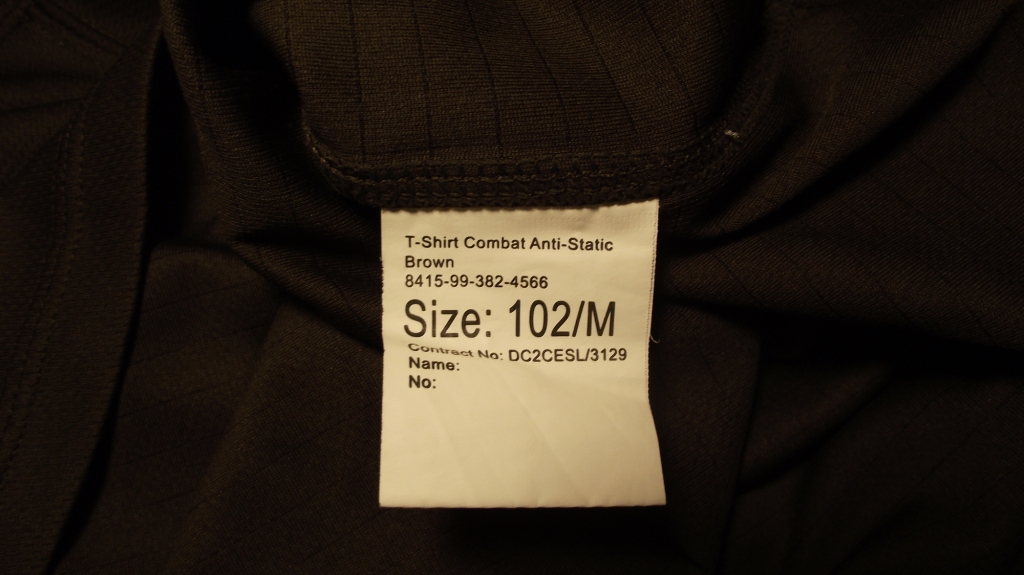 T-Shirt Combat Anti-Static
Brown
8415-99-382-4566
Size: 102/M
Contract No: DC2CESL/3129
Name:
No: